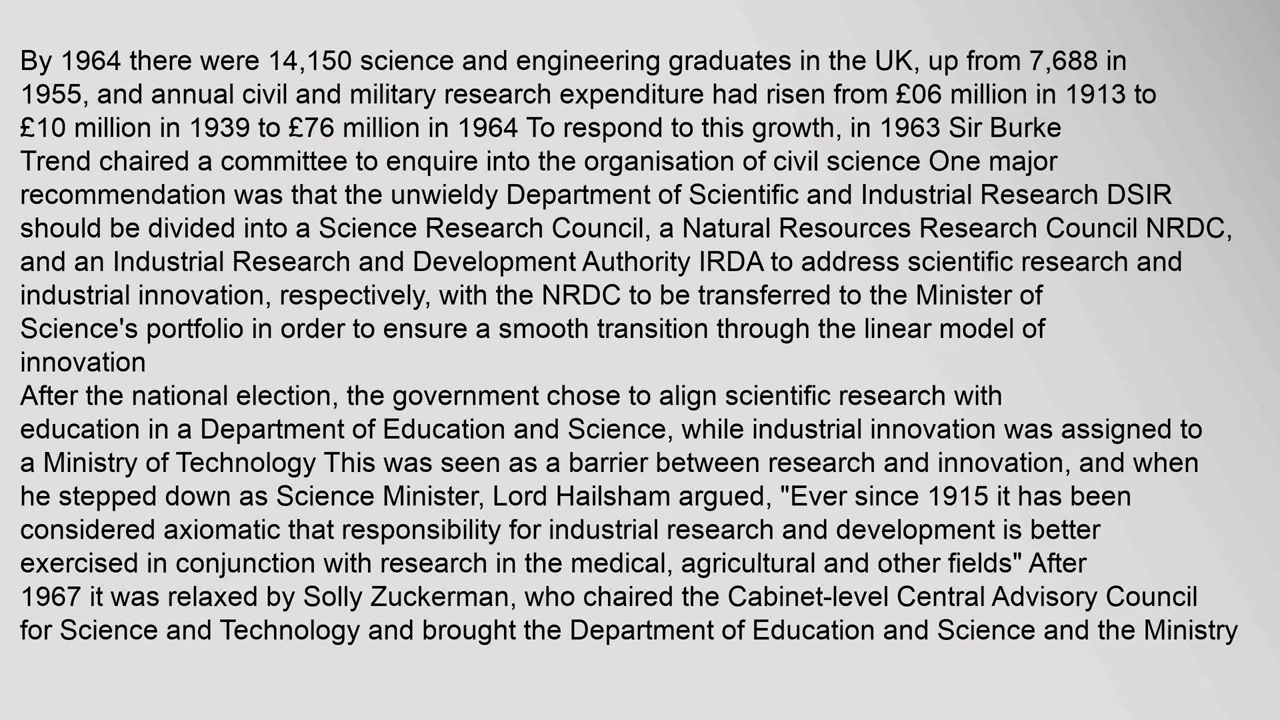 By 1964 there were 14,150 science and engineering graduates in the UK, up from 7,688 in
1955, and annual civil and military research expenditure had risen from £06 million in 1913 to
£10 million in 1939 to £76 million in 1964 To respond to this growth, in 1963 Sir Burke
Trend chaired a committee to enquire into the organisation of civil science One major
recommendation was that the unwieldy Department of Scientific and Industrial Research DSIR
should be divided into a Science Research Council, a Natural Resources Research Council NRDC,
and an Industrial Research and Development Authority IRDA to address scientific research and
industrial innovation, respectively, with the NRDC to be transferred to the Minister of
Science's portfolio in order to ensure a smooth transition through the linear model of
innovation
After the national election, the government chose to align scientific research with
education in a Department of Education and Science, while industrial innovation was assigned to
a Ministry of Technology This was seen as a barrier between research and innovation, and when
he stepped down as Science Minister, Lord Hailsham argued, "Ever since 1915 it has been
considered axiomatic that responsibility for industrial research and development is better
exercised in conjunction with research in the medical, agricultural and other fields" After
1967 it was relaxed by Solly Zuckerman, who chaired the Cabinet-level Central Advisory Council
for Science and Technology and brought the Department of Education and Science and the Ministry